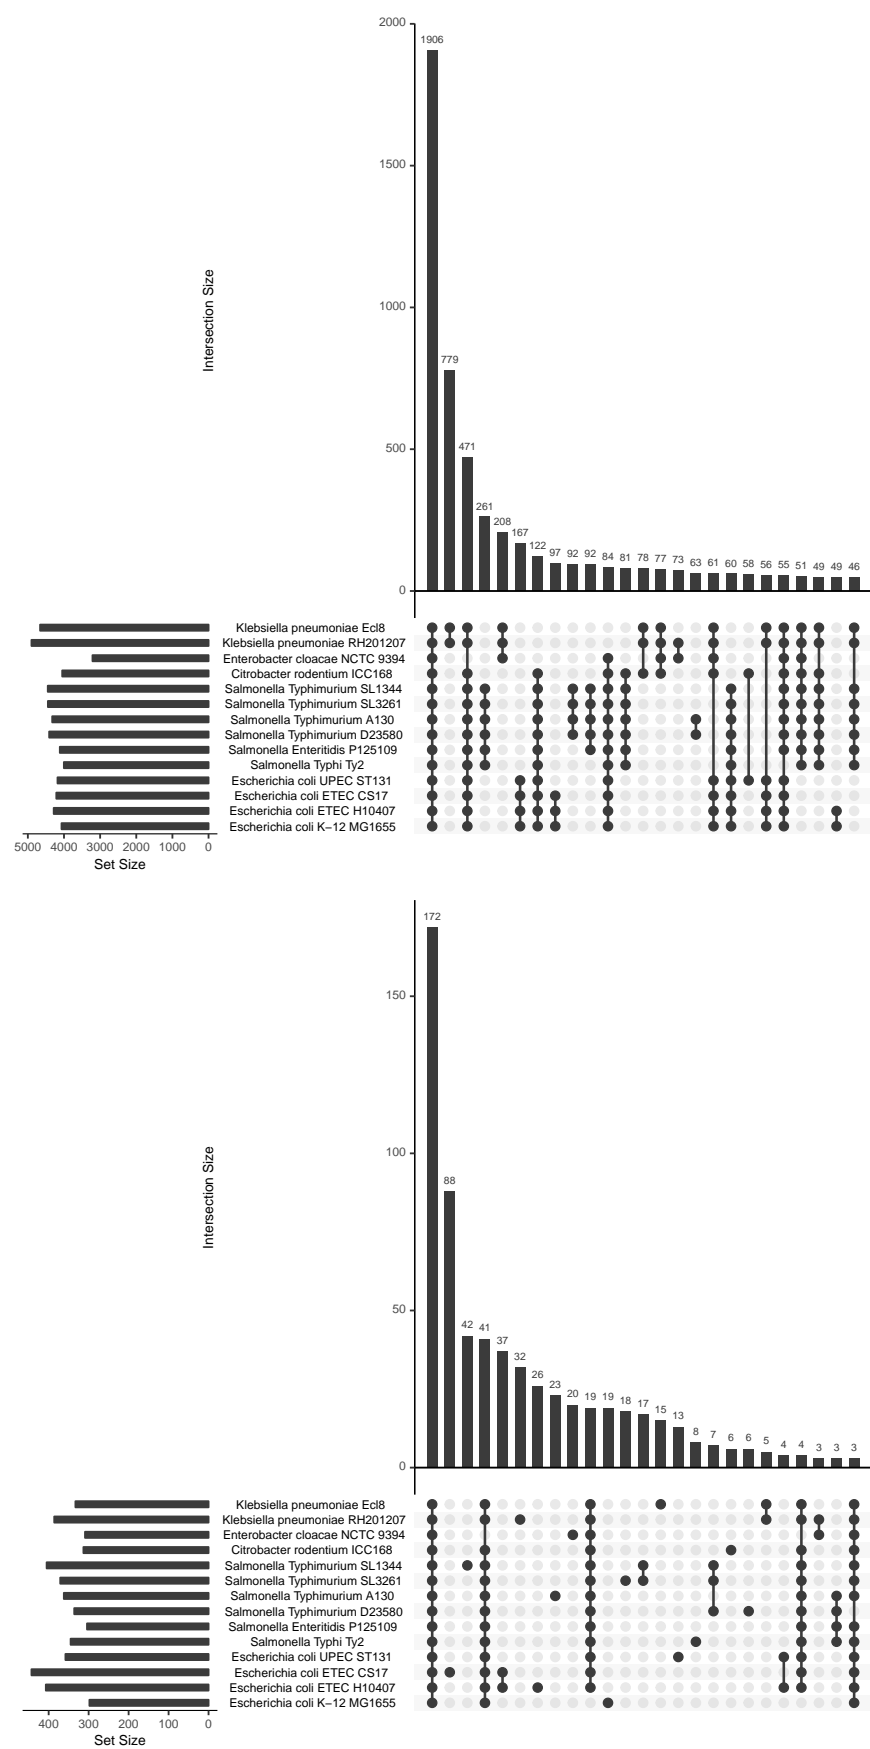 2000
1906
1500
Intersection Size
1000
779
500
471
261
208
167
122
97 92 92 84 81 78 77 73 63 61 60 58 56 55 51 49 49 46
0
Klebsiella pneumoniae Ecl8
Klebsiella pneumoniae RH201207
Enterobacter cloacae NCTC 9394
Citrobacter rodentium ICC168
Salmonella Typhimurium SL1344
Salmonella Typhimurium SL3261
Salmonella Typhimurium A130
Salmonella Typhimurium D23580
Salmonella Enteritidis P125109
Salmonella Typhi Ty2
Escherichia coli UPEC ST131
Escherichia coli ETEC CS17
Escherichia coli ETEC H10407
Escherichia coli K−12 MG1655
5000 4000 3000 2000 1000 0
Set Size
172
150
Intersection Size
100
88
50
42 41 37 32 26 23 20 19 19 18 17 15 13 8 7 6 6 5 4 4 3 3 3
0
Klebsiella pneumoniae Ecl8
Klebsiella pneumoniae RH201207
Enterobacter cloacae NCTC 9394
Citrobacter rodentium ICC168
Salmonella Typhimurium SL1344
Salmonella Typhimurium SL3261
Salmonella Typhimurium A130
Salmonella Typhimurium D23580
Salmonella Enteritidis P125109
Salmonella Typhi Ty2
Escherichia coli UPEC ST131
Escherichia coli ETEC CS17
Escherichia coli ETEC H10407
Escherichia coli K−12 MG1655
400 300 200 100 0
Set Size